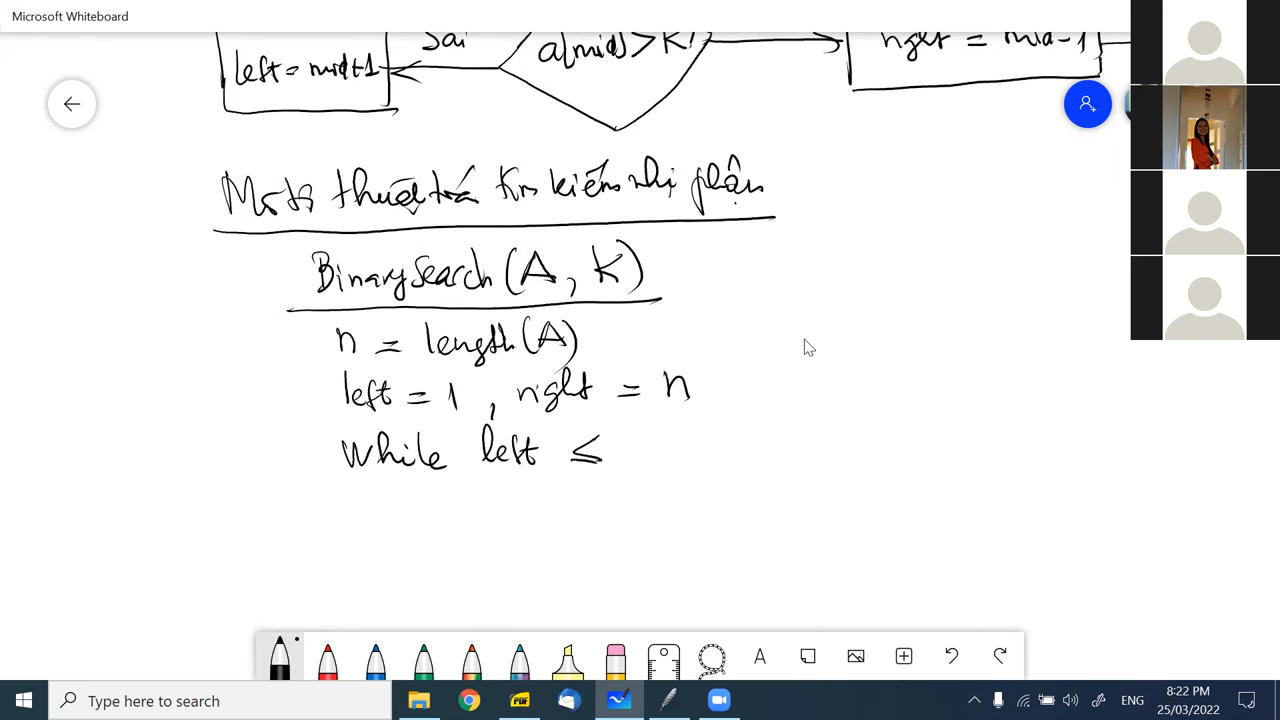 Microsoft Whiteboard
Sai
left = mid+1
a[mid] > K?
right = mid-1
Mô tả thuật toán tìm kiếm nhị phân
BinarySearch (A, K)
n = length(A)
left = 1 , right = n
While left ≤
A
Type here to search
PDF
ENG
8:22 PM
25/03/2022